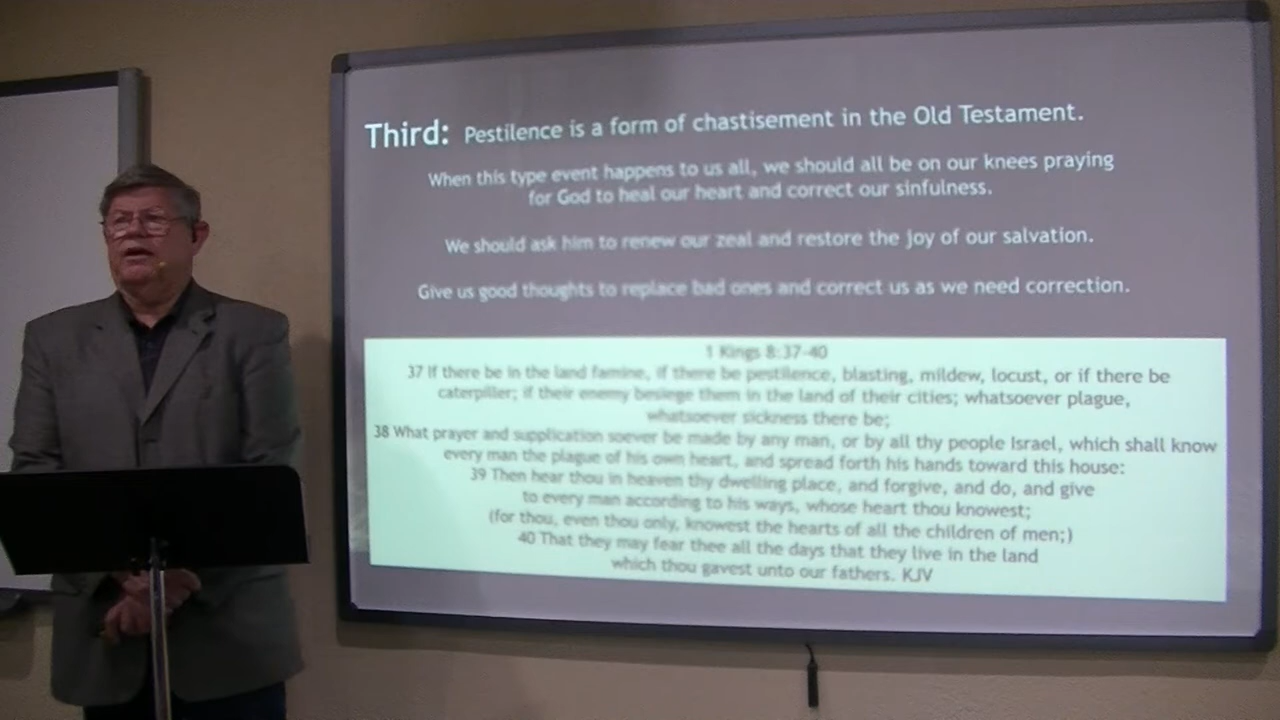 Third: Pestilence is a form of chastisement in the Old Testament.
When this type event happens to us all, we should all be on our knees praying
for God to heal our heart and correct our sinfulness.
We should ask him to renew our zeal and restore the joy of our salvation.
Give us good thoughts to replace bad ones and correct us as we need correction.
1 Kings 8:37-40
37 If there be in the land famine, if there be pestilence, blasting, mildew, locust, or if there be
caterpiller; if their enemy besiege them in the land of their cities; whatsoever plague,
whatsoever sickness there be;
38 What prayer and supplication soever be made by any man, or by all thy people Israel, which shall know
every man the plague of his own heart, and spread forth his hands toward this house:
39 Then hear thou in heaven thy dwelling place, and forgive, and do, and give
to every man according to his ways, whose heart thou knowest;
(for thou, even thou only, knowest the hearts of all the children of men;)
40 That they may fear thee all the days that they live in the land
which thou gavest unto our fathers. KJV